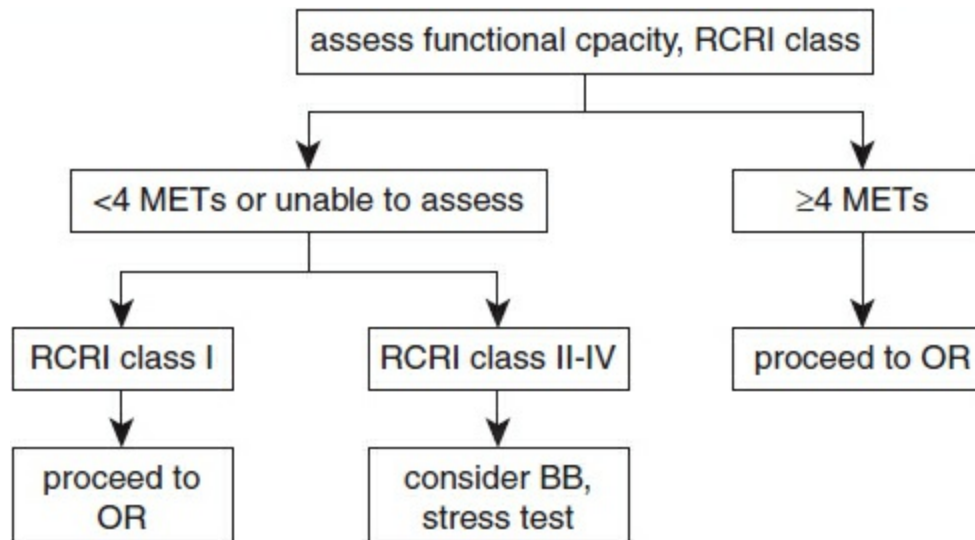 assess functional cpacity, RCRI class
<4 METs or unable to assess
≥4 METs
RCRI class I
RCRI class II-IV
proceed to OR
proceed to
OR
consider BB,
stress test